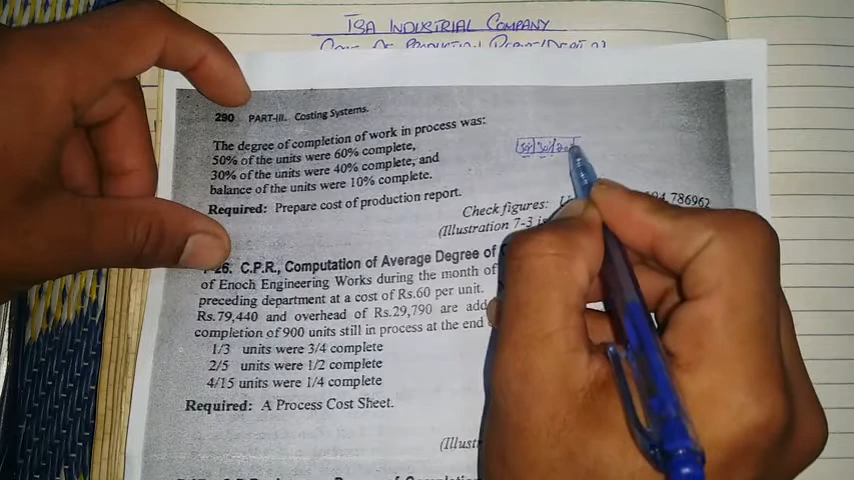 ISA INDUSTRIAL COMPANY
290 PART-III. Costing Systems.
The degree of completion of work in process was:
50% of the units were 60% complete,
30% of the units were 40% complete, and
balance of the units were 10% complete.
Required: Prepare cost of production report.
Check figures: 786962
(Illustration 7-3 is
26. C.P.R., Computation of Average Degree of
of Enoch Engineering Works during the month of
preceding department at a cost of Rs.60 per unit.
Rs.79,440 and overhead of Rs.29,790 are add
completion of 900 units still in process at the end
1/3 units were 3/4 complete
2/5 units were 1/2 complete
4/15 units were 1/4 complete
Required: A Process Cost Sheet.
(Illust